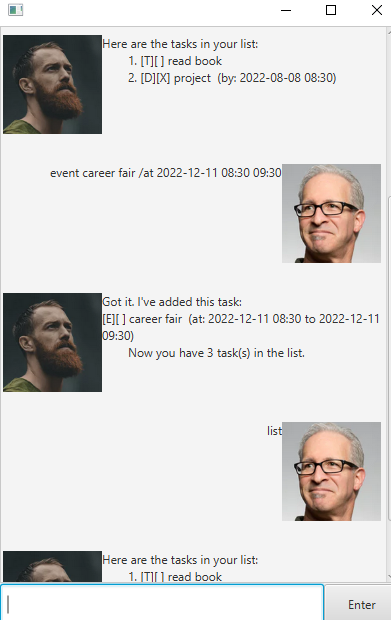 Here are the tasks in your list:
1. [T][ ] read book
2. [D][X] project  (by: 2022-08-08 08:30)
event career fair /at 2022-12-11 08:30 09:30
Got it. I've added this task:
[E][ ] career fair  (at: 2022-12-11 08:30 to 2022-12-11
09:30)
Now you have 3 task(s) in the list.
list
Here are the tasks in your list:
1. [T][ ] read book
Enter